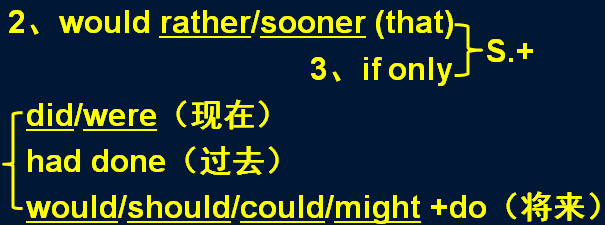 2、would rather/sooner (that)
3、if only
S.+
did/were（现在）
had done（过去）
would/should/could/might +do（将来）